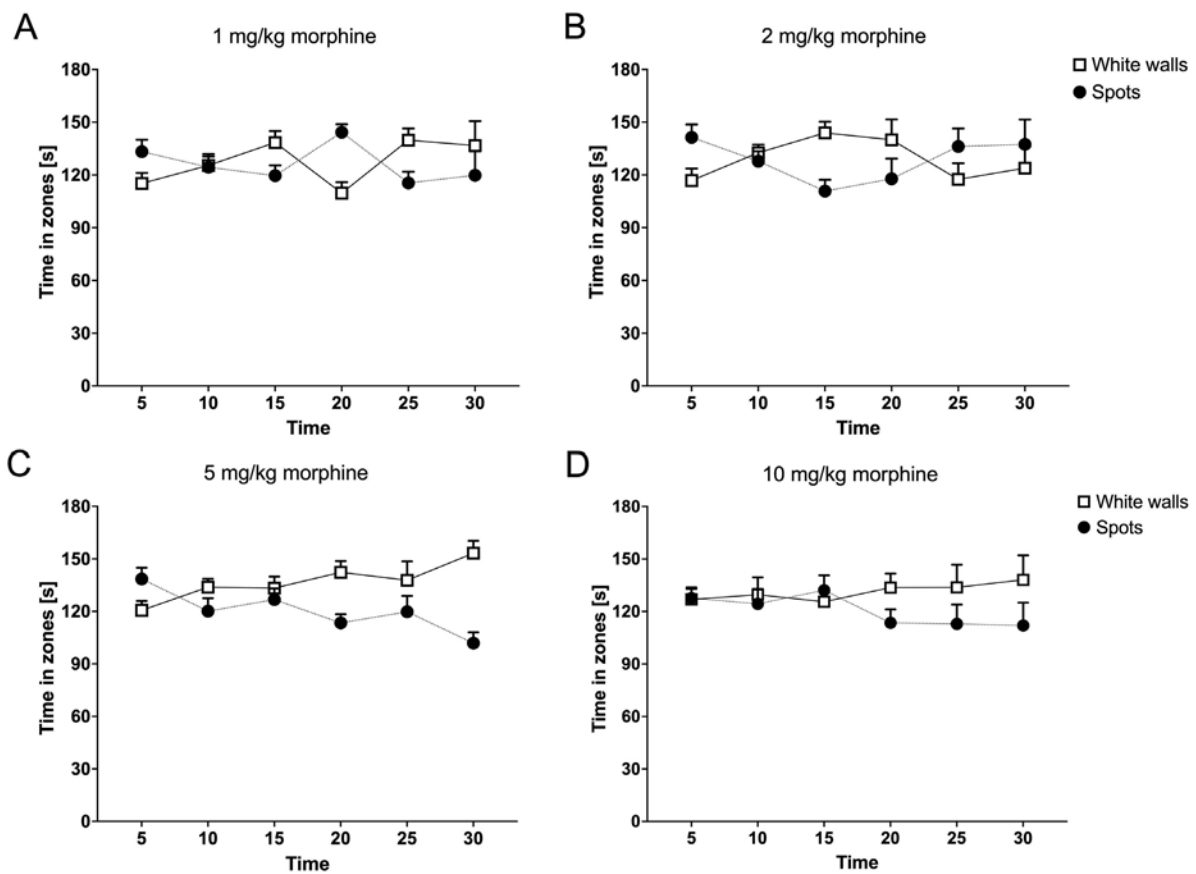 A
1 mg/kg morphine
Time in zones [s]
180
150
120
90
60
30
0
5 10 15 20 25 30
Time
B
2 mg/kg morphine
Time in zones [s]
180
150
120
90
60
30
0
5 10 15 20 25 30
Time
White walls
Spots
C
5 mg/kg morphine
Time in zones [s]
180
150
120
90
60
30
0
5 10 15 20 25 30
Time
D
10 mg/kg morphine
Time in zones [s]
180
150
120
90
60
30
0
5 10 15 20 25 30
Time
White walls
Spots